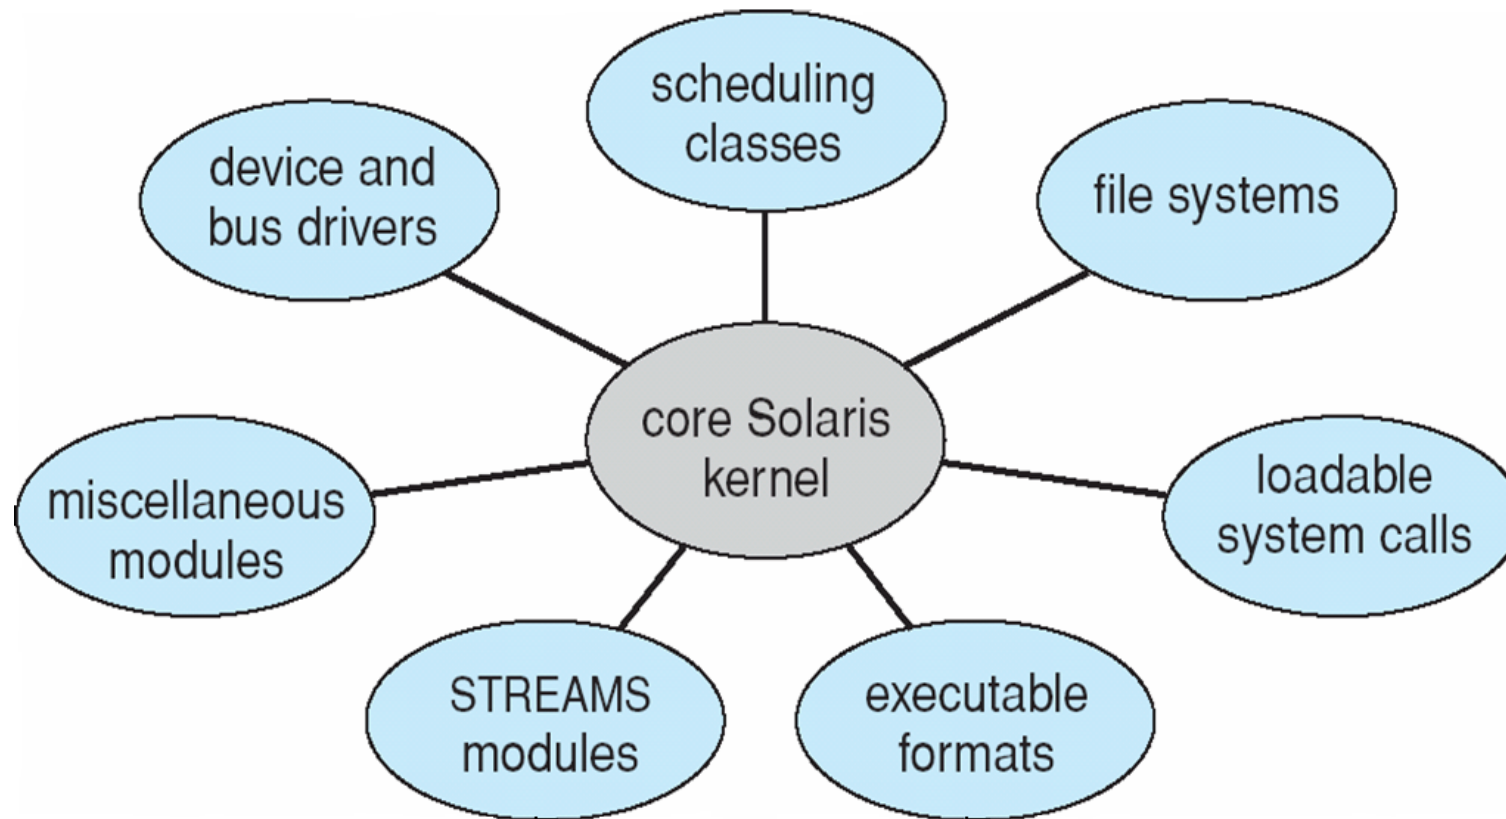 scheduling
classes
device and
bus drivers
file systems
core Solaris
kernel
miscellaneous
modules
loadable
system calls
STREAMS
modules
executable
formats